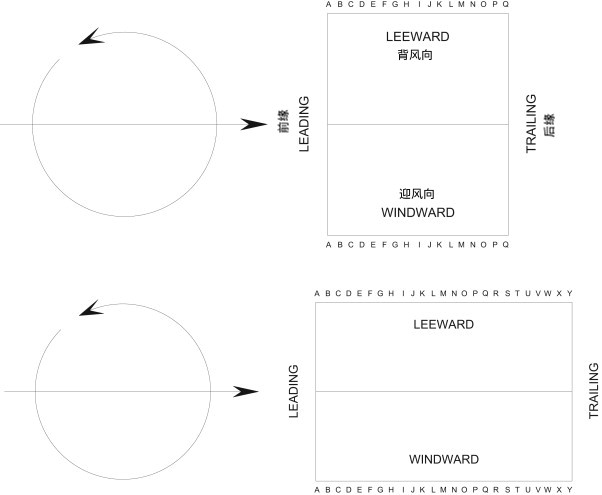 A B C D E F G H I J K L M N O P Q
LEEWARD
背风向
前缘
LEADING
TRAILING
后缘
迎风向
WINDWARD
A B C D E F G H I J K L M N O P Q
A B C D E F G H I J K L M N O P Q R S T U V W X Y
LEEWARD
LEADING
TRAILING
WINDWARD
A B C D E F G H I J K L M N O P Q R S T U V W X Y